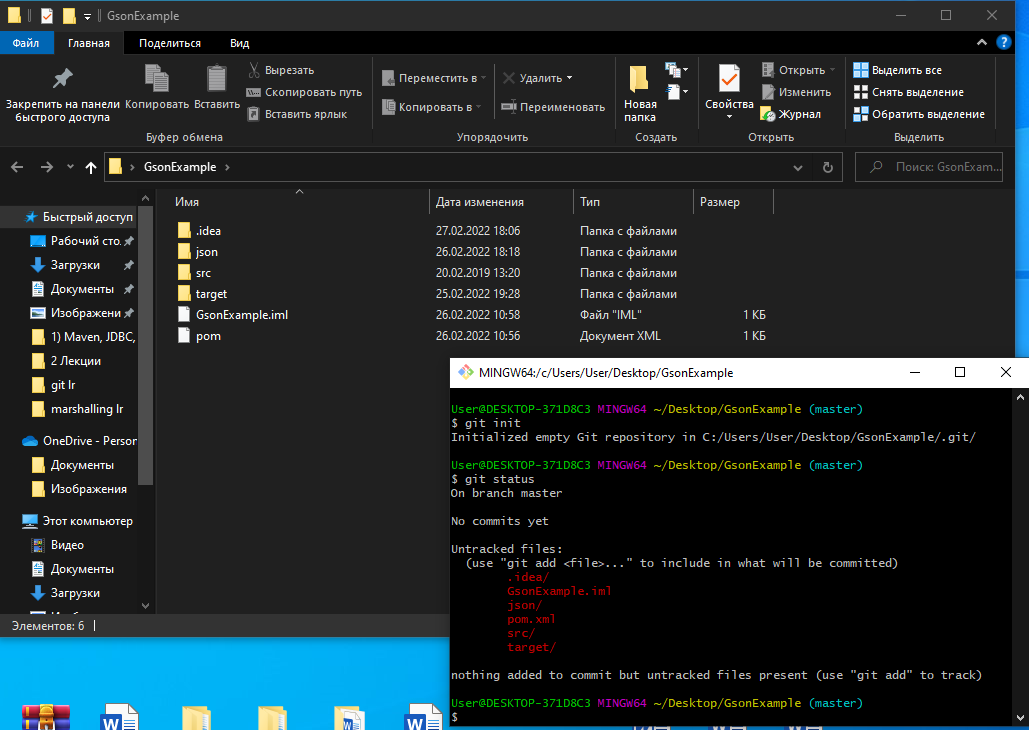 GsonExample
Файл Главная Поделиться Вид
Закрепить на панели быстрого доступа
Копировать
Вставить
Вырезать
Скопировать путь
Вставить ярлык
Буфер обмена
Переместить в
Копировать в
Удалить
Переименовать
Упорядочить
Новая папка
Создать
Свойства
Открыть
Изменить
Журнал
Открыть
Выделить все
Снять выделение
Обратить выделение
Выделить
GsonExample
Поиск: GsonExam...
Имя Дата изменения Тип Размер
.idea 27.02.2022 18:06 Папка с файлами
json 26.02.2022 18:18 Папка с файлами
src 20.02.2019 13:20 Папка с файлами
target 25.02.2022 19:28 Папка с файлами
GsonExample.iml 26.02.2022 10:58 Файл "IML" 1 КБ
pom 26.02.2022 10:56 Документ XML 1 КБ
Быстрый доступ
Рабочий сто.
Загрузки
Документы
Изображени
1) Maven, JDBC,
2 Лекции
git lr
marshalling lr
OneDrive - Person
Документы
Изображения
Этот компьютер
Видео
Документы
Загрузки
Элементов: 6
MINGW64:/c/Users/User/Desktop/GsonExample
User@DESKTOP-371D8C3 MINGW64 ~/Desktop/GsonExample (master)
$ git init
Initialized empty Git repository in C:/Users/User/Desktop/GsonExample/.git/
User@DESKTOP-371D8C3 MINGW64 ~/Desktop/GsonExample (master)
$ git status
On branch master
No commits yet
Untracked files:
(use "git add <file>..." to include in what will be committed)
.idea/
GsonExample.iml
json/
pom.xml
src/
target/
nothing added to commit but untracked files present (use "git add" to track)
User@DESKTOP-371D8C3 MINGW64 ~/Desktop/GsonExample (master)
$